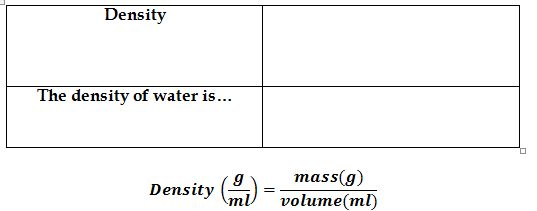 Density
The density of water is...
Density (g/ml) = mass(g)/volume(ml)